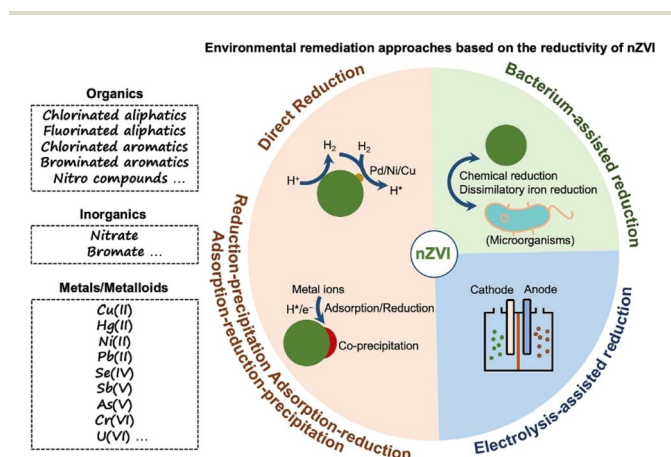 Environmental remediation approaches based on the reductivity of nZVI
Organics
Chlorinated aliphatics
Fluorinated aliphatics
Chlorinated aromatics
Brominated aromatics
Nitro compounds ...
Inorganics
Nitrate
Bromate ...
Metals/Metalloids
Cu(II)
Hg(II)
Ni(II)
Pb(II)
Se(IV)
Sb(V)
As(V)
Cr(VI)
U(VI) ...
Direct Reduction
H₂
H₂
Pd/Ni/Cu
H⁺
H*
Reduction-precipitation Adsorption-reduction
Adsorption-reduction-precipitation
Metal ions
H*/e⁻
Adsorption/Reduction
Co-precipitation
nZVI
Bacterium-assisted reduction
Chemical reduction
Dissimilatory iron reduction
(Microorganisms)
Cathode
Anode
Electrolysis-assisted reduction